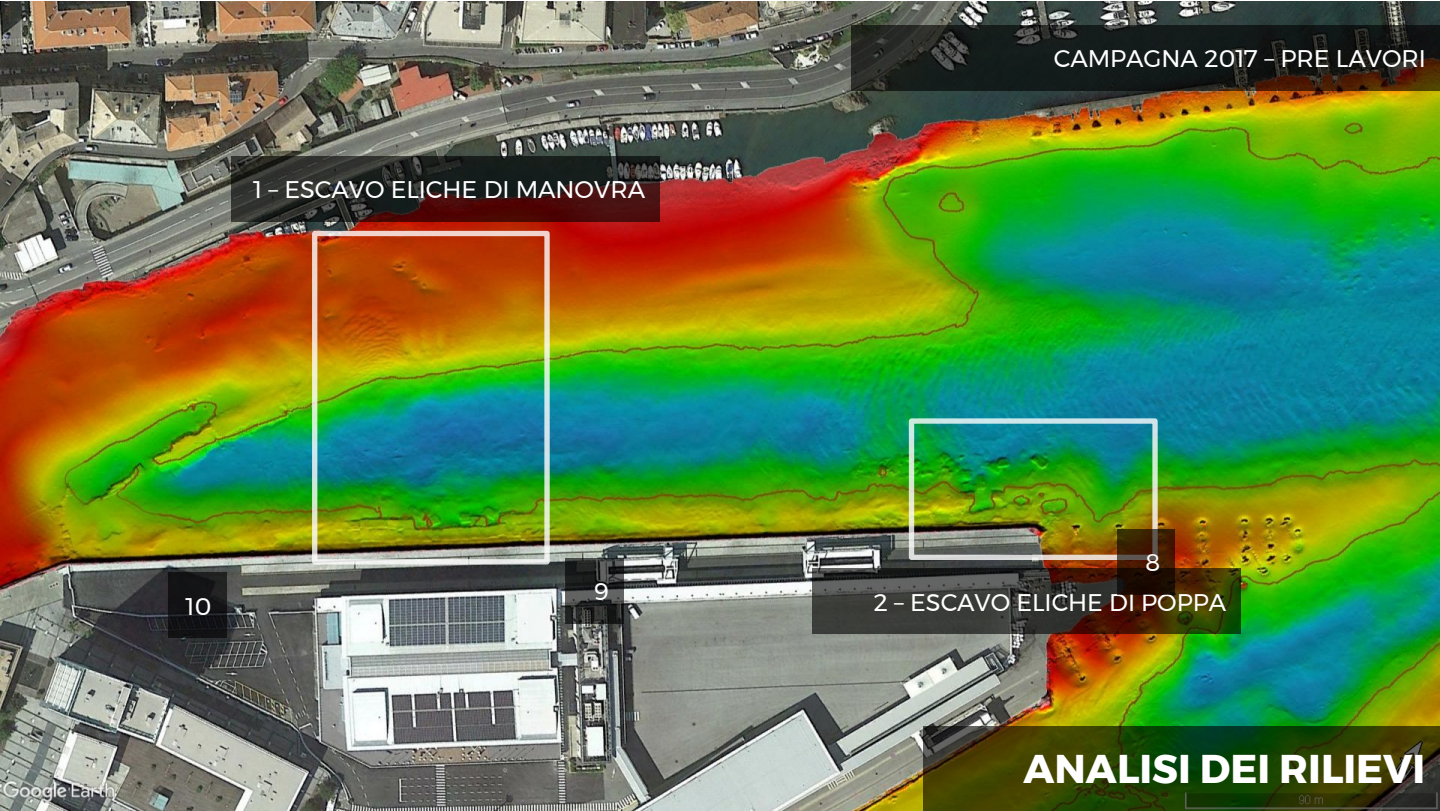 CAMPAGNA 2017 – PRE LAVORI
1 – ESCAVO ELICHE DI MANOVRA
8
9
10
2 – ESCAVO ELICHE DI POPPA
ANALISI DEI RILIEVI
Google Earth
90 m